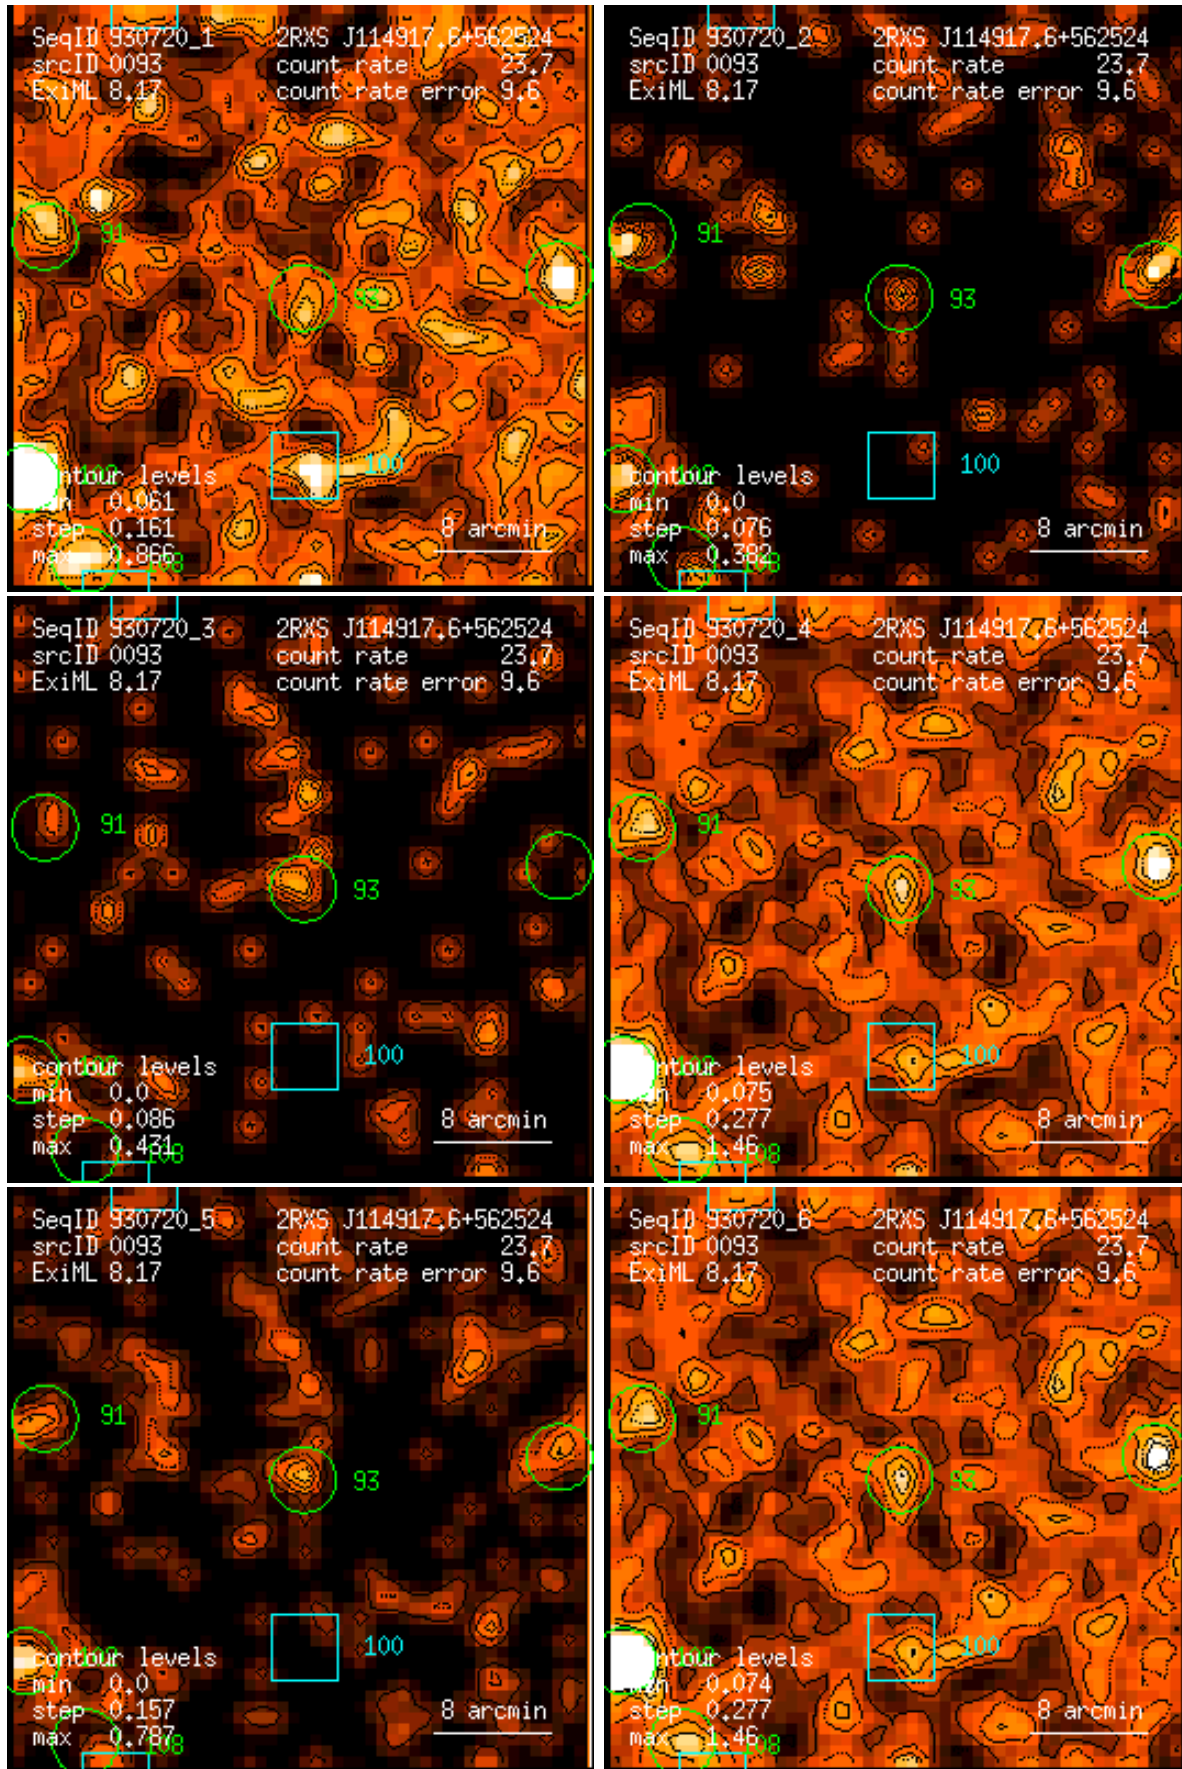 SeqID 930720_1 2RXS J114917.6+562524
srcID 0093 count rate 23.7
ExiML 8.17 count rate error 9.6
91
93
100
contour levels
min 0.061
step 0.161 8 arcmin
max 0.866
SeqID 930720_2 2RXS J114917.6+562524
srcID 0093 count rate 23.7
ExiML 8.17 count rate error 9.6
91
93
100
contour levels
min 0.0
step 0.076 8 arcmin
max 0.382
SeqID 930720_3 2RXS J114917.6+562524
srcID 0093 count rate 23.7
ExiML 8.17 count rate error 9.6
91
93
100
contour levels
min 0.0
step 0.086 8 arcmin
max 0.431 108
SeqID 930720_4 2RXS J114917.6+562524
srcID 0093 count rate 23.7
ExiML 8.17 count rate error 9.6
91
93
100
contour levels
min 0.075
step 0.277 8 arcmin
max 1.46
SeqID 930720_5 2RXS J114917.6+562524
srcID 0093 count rate 23.7
ExiML 8.17 count rate error 9.6
91
93
100
contour levels
min 0.0
step 0.157 8 arcmin
max 0.787 108
SeqID 930720_6 2RXS J114917.6+562524
srcID 0093 count rate 23.7
ExiML 8.17 count rate error 9.6
91
93
100
contour levels
min 0.074
step 0.277 8 arcmin
max 1.46